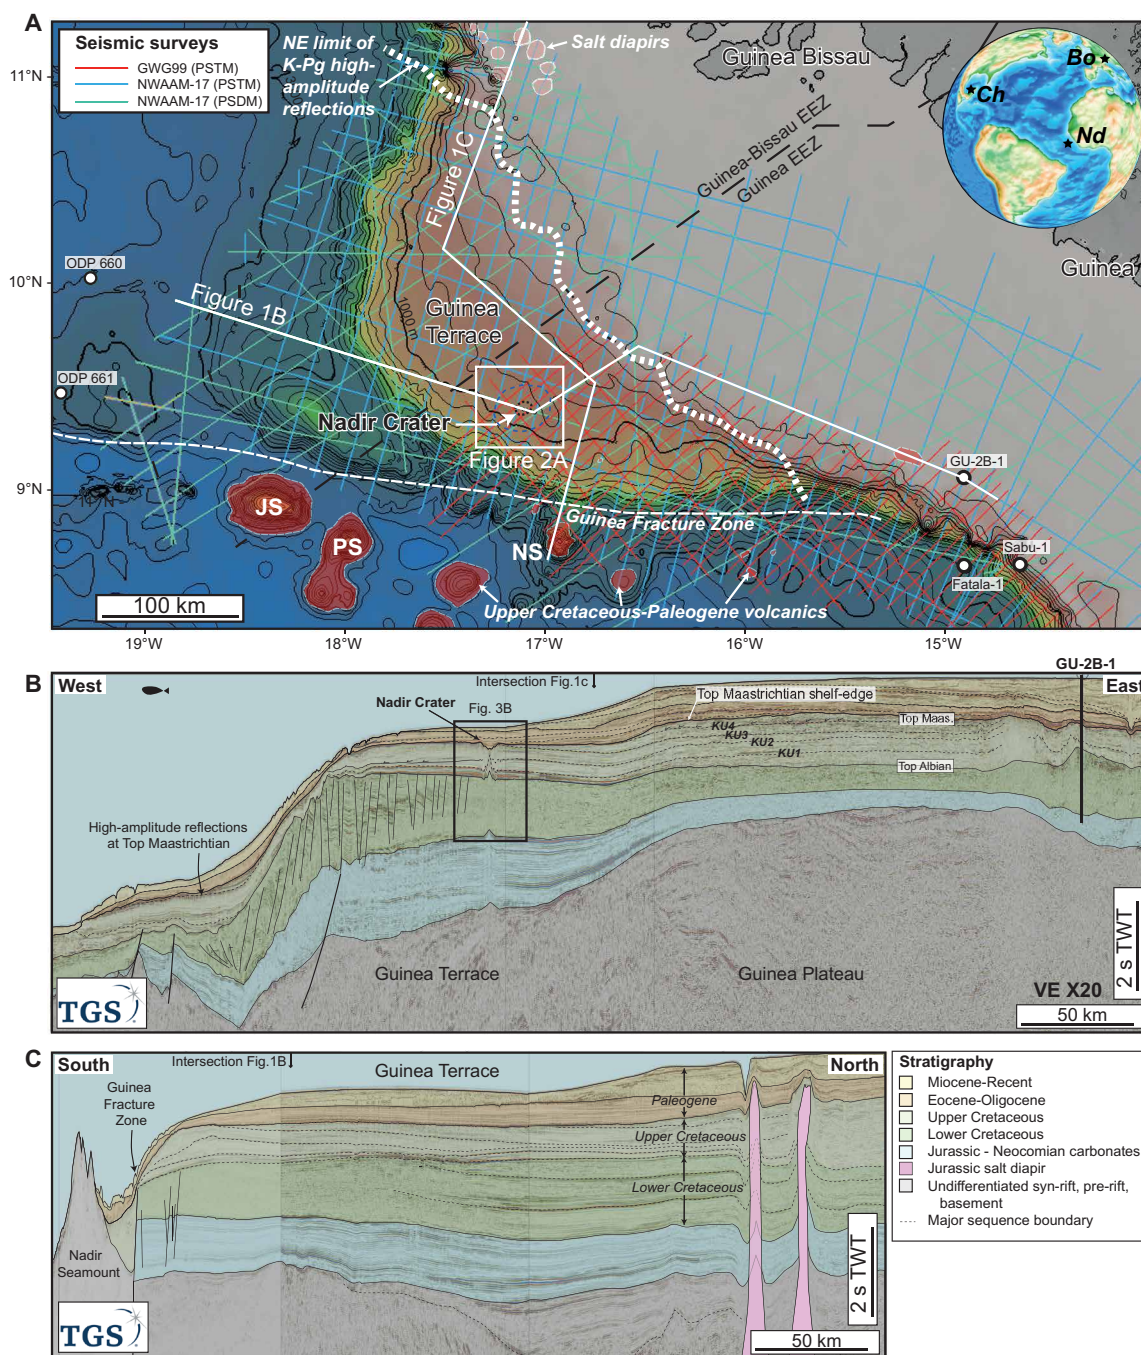 A
Seismic surveys
GWG99 (PSTM)
NWAAM-17 (PSTM)
NWAAM-17 (PSDM)
NE limit of
K-Pg high-
amplitude
reflections
Salt diapirs
Guinea Bissau
Bo
Ch
Nd
Guinea-Bissau EEZ
Guinea EEZ
Guinea
Figure 1C
Figure 1B
ODP 660
ODP 661
1000 m
Guinea
Terrace
Nadir Crater
Figure 2A
GU-2B-1
Sabu-1
Fatala-1
Guinea Fracture Zone
JS
PS
NS
Upper Cretaceous-Paleogene volcanics
100 km
11°N
10°N
9°N
19°W
18°W
17°W
16°W
15°W
B
West
Intersection Fig.1c
GU-2B-1
East
Nadir Crater
Fig. 3B
Top Maastrichtian shelf-edge
Top Maas.
KU4
KU3
KU2
KU1
Top Albian
High-amplitude reflections
at Top Maastrichtian
Guinea Terrace
Guinea Plateau
TGS
VE X20
2 s TWT
50 km
C
South
Intersection Fig.1B
Guinea Terrace
North
Guinea
Fracture
Zone
Paleogene
Upper Cretaceous
Lower Cretaceous
Nadir
Seamount
TGS
2 s TWT
50 km
Stratigraphy
Miocene-Recent
Eocene-Oligocene
Upper Cretaceous
Lower Cretaceous
Jurassic - Neocomian carbonates
Jurassic salt diapir
Undifferentiated syn-rift, pre-rift,
basement
Major sequence boundary